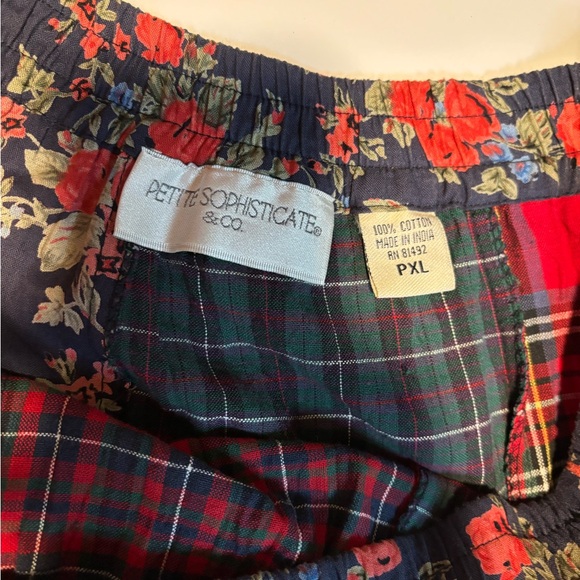 PETITE SOPHISTICATE®
& CO.
100% COTTON
MADE IN INDIA
RN 81492
PXL